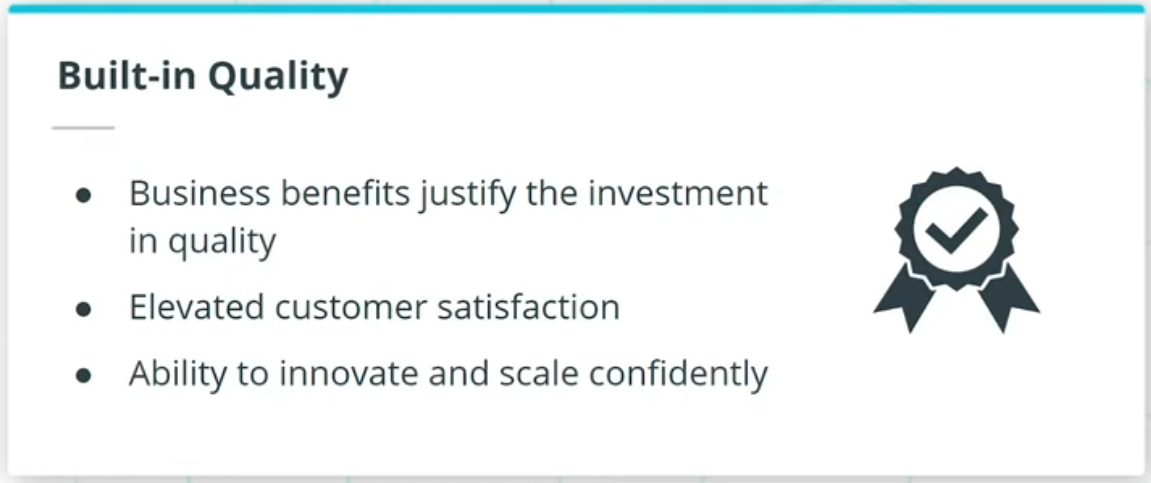 Built-in Quality
● Business benefits justify the investment
in quality
● Elevated customer satisfaction
● Ability to innovate and scale confidently